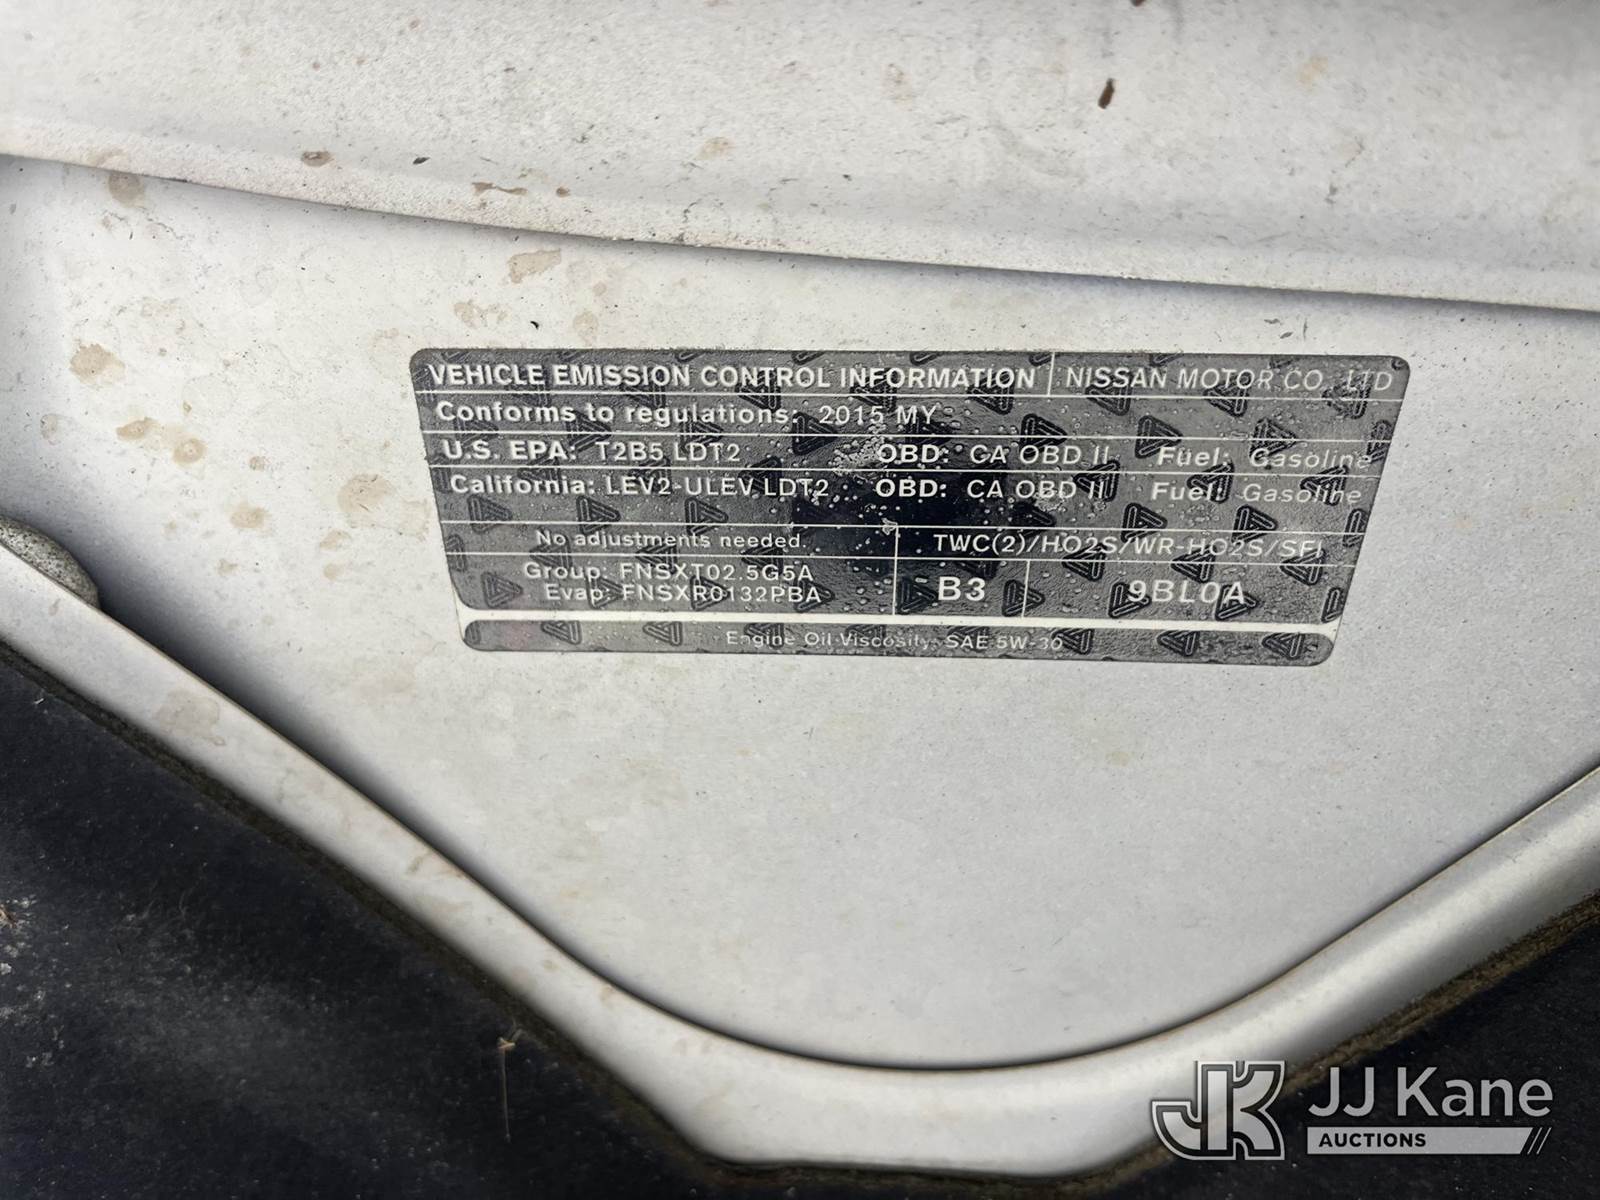 VEHICLE EMISSION CONTROL INFORMATION NISSAN MOTOR CO., LTD
Conforms to regulations: 2015 MY
U.S. EPA: T2B5 LDT2 OBD: CA OBD II Fuel: Gasoline
California: LEV2-ULEV LDT2 OBD: CA OBD II Fuel: Gasoline
No adjustments needed. TWC(2)/HO2S/WR-HO2S/SFI
Group: FNSXT02.5G5A
Evap: FNSXR0132PBA B3 9BL0A
Engine Oil Viscosity: SAE 5W-30
JK JJ Kane
AUCTIONS